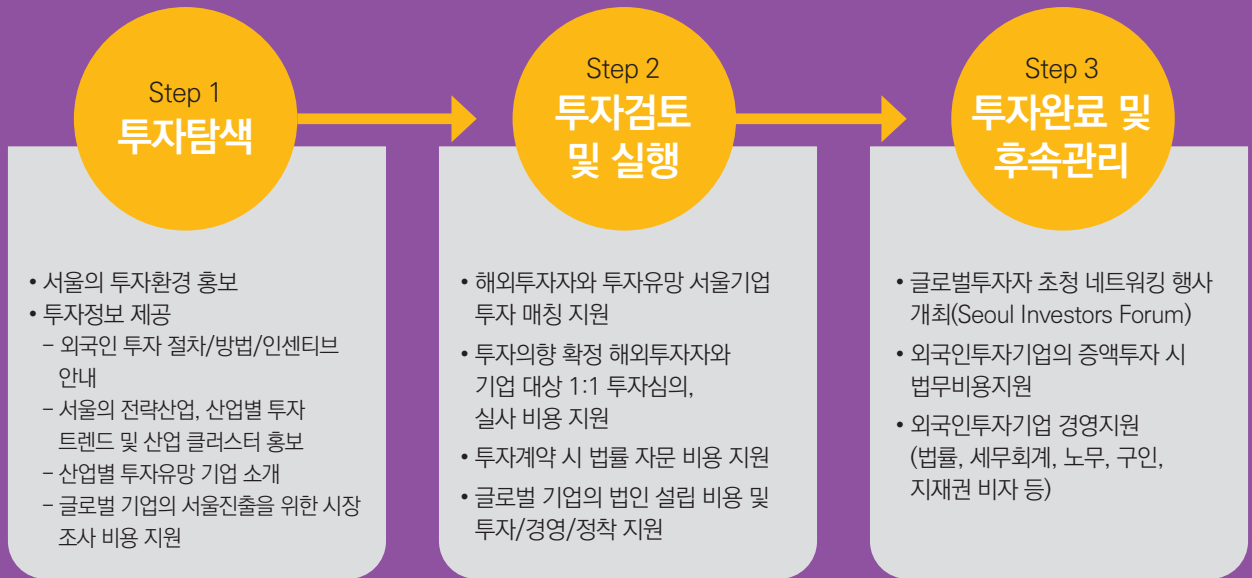 Step 1
투자탐색
• 서울의 투자환경 홍보
• 투자정보 제공
– 외국인 투자 절차/방법/인센티브
안내
– 서울의 전략산업, 산업별 투자
트렌드 및 산업 클러스터 홍보
– 산업별 투자유망 기업 소개
– 글로벌 기업의 서울진출을 위한 시장
조사 비용 지원
Step 2
투자검토
및 실행
• 해외투자자와 투자유망 서울기업
투자 매칭 지원
• 투자의향 확정 해외투자자와
기업 대상 1:1 투자심의,
실사 비용 지원
• 투자계약 시 법률 자문 비용 지원
• 글로벌 기업의 법인 설립 비용 및
투자/경영/정착 지원
Step 3
투자완료 및
후속관리
• 글로벌투자자 초청 네트워킹 행사
개최(Seoul Investors Forum)
• 외국인투자기업의 증액투자 시
법무비용지원
• 외국인투자기업 경영지원
(법률, 세무회계, 노무, 구인,
지재권 비자 등)